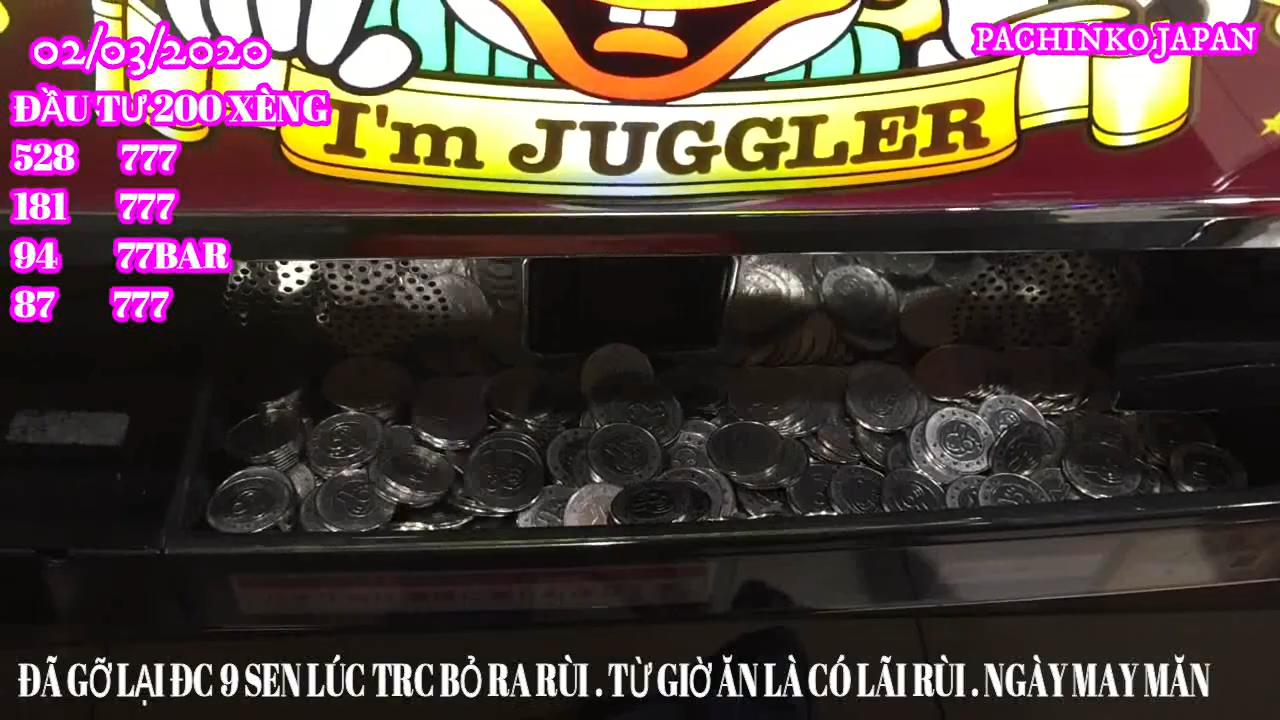 02/03/2020
PACHINKO JAPAN
ĐẦU TƯ 200 XÈNG
528 777
181 777
94 77BAR
87 777
I'm JUGGLER
ĐÃ GỠ LẠI ĐC 9 SEN LÚC TRC BỎ RA RÙI . TỪ GIỜ ĂN LÀ CÓ LÃI RÙI . NGÀY MAY MĂN